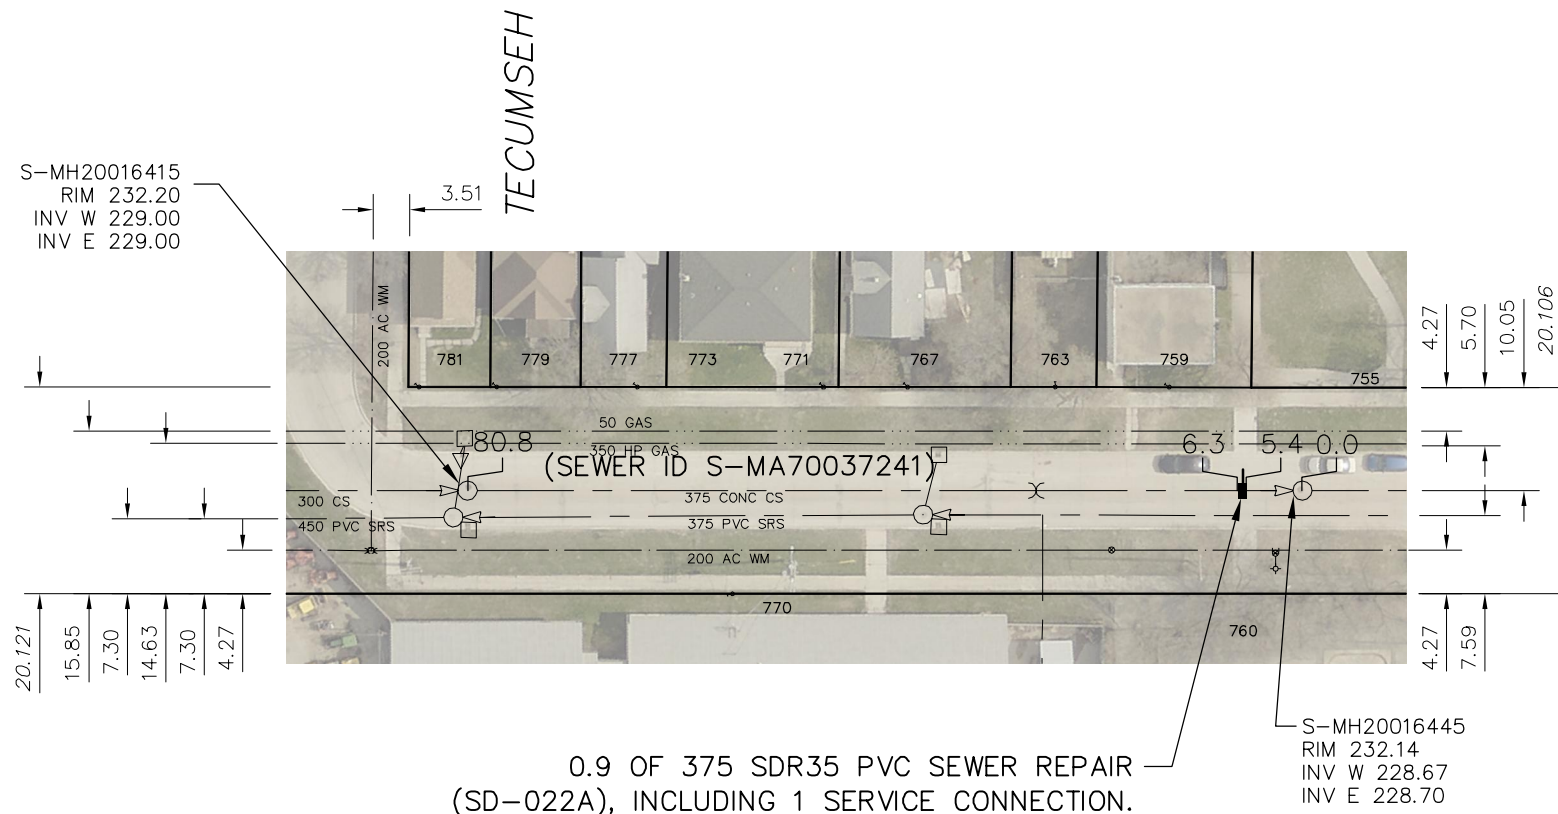 TECUMSEH
S-MH20016415
RIM 232.20
INV W 229.00
INV E 229.00
3.51
200 AC WM
4.27
5.70
10.05
20.106
781
779
777
773
771
767
763
759
755
50 GAS
350 HP GAS
80.8
6.3
5.4
0.0
(SEWER ID S-MA70037241)
300 CS
375 CONC CS
450 PVC SRS
375 PVC SRS
200 AC WM
770
760
20.121
15.85
7.30
14.63
7.30
4.27
4.27
7.59
S-MH20016445
RIM 232.14
INV W 228.67
INV E 228.70
0.9 OF 375 SDR35 PVC SEWER REPAIR
(SD-022A), INCLUDING 1 SERVICE CONNECTION.